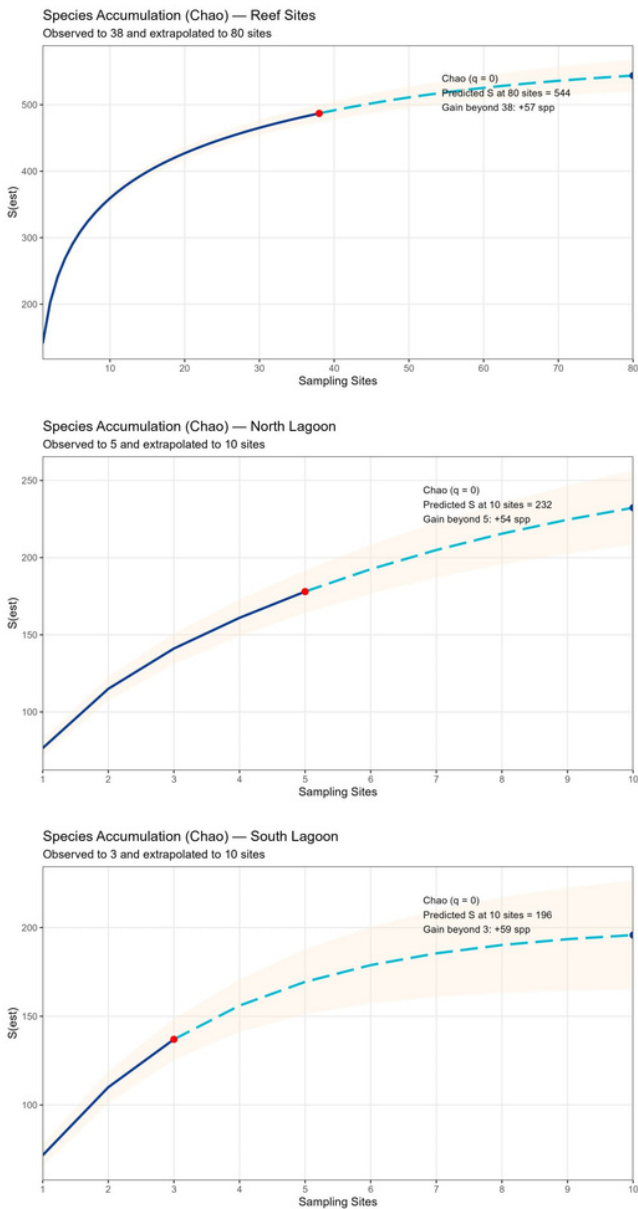 Species Accumulation (Chao) — Reef Sites
Observed to 38 and extrapolated to 80 sites
Chao (q = 0)
Predicted S at 80 sites = 544
Gain beyond 38: +57 spp
500
400
300
200
S(est)
10 20 30 40 50 60 70 80
Sampling Sites
Species Accumulation (Chao) — North Lagoon
Observed to 5 and extrapolated to 10 sites
250
Chao (q = 0)
Predicted S at 10 sites = 232
Gain beyond 5: +54 spp
200
150
100
S(est)
1 2 3 4 5 6 7 8 9 10
Sampling Sites
Species Accumulation (Chao) — South Lagoon
Observed to 3 and extrapolated to 10 sites
Chao (q = 0)
Predicted S at 10 sites = 196
Gain beyond 3: +59 spp
200
150
100
S(est)
1 2 3 4 5 6 7 8 9 10
Sampling Sites